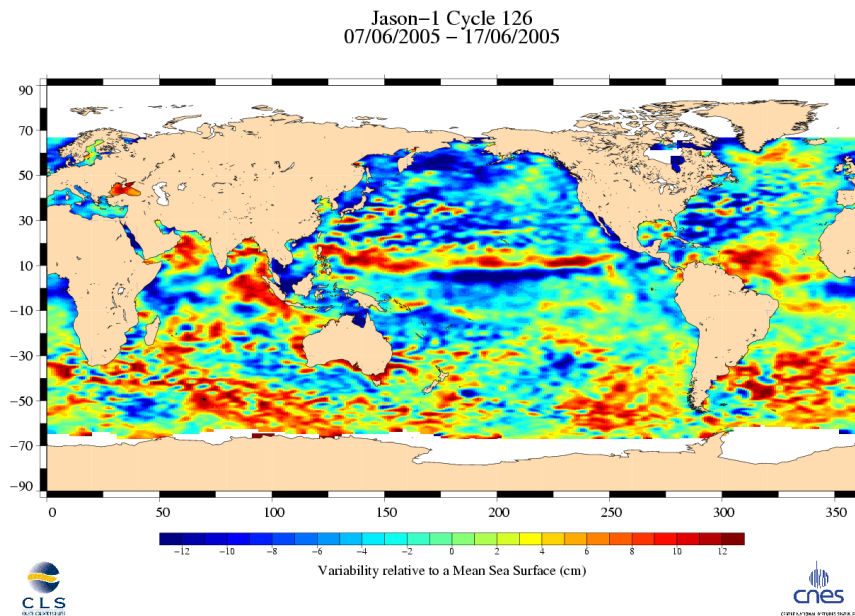 Jason−1 Cycle 126
07/06/2005 − 17/06/2005
90
70
50
30
10
−10
−30
−50
−70
−90
0 50 100 150 200 250 300 350
−12 −10 −8 −6 −4 −2 0 2 4 6 8 10 12
Variability relative to a Mean Sea Surface (cm)
CLS
cnes